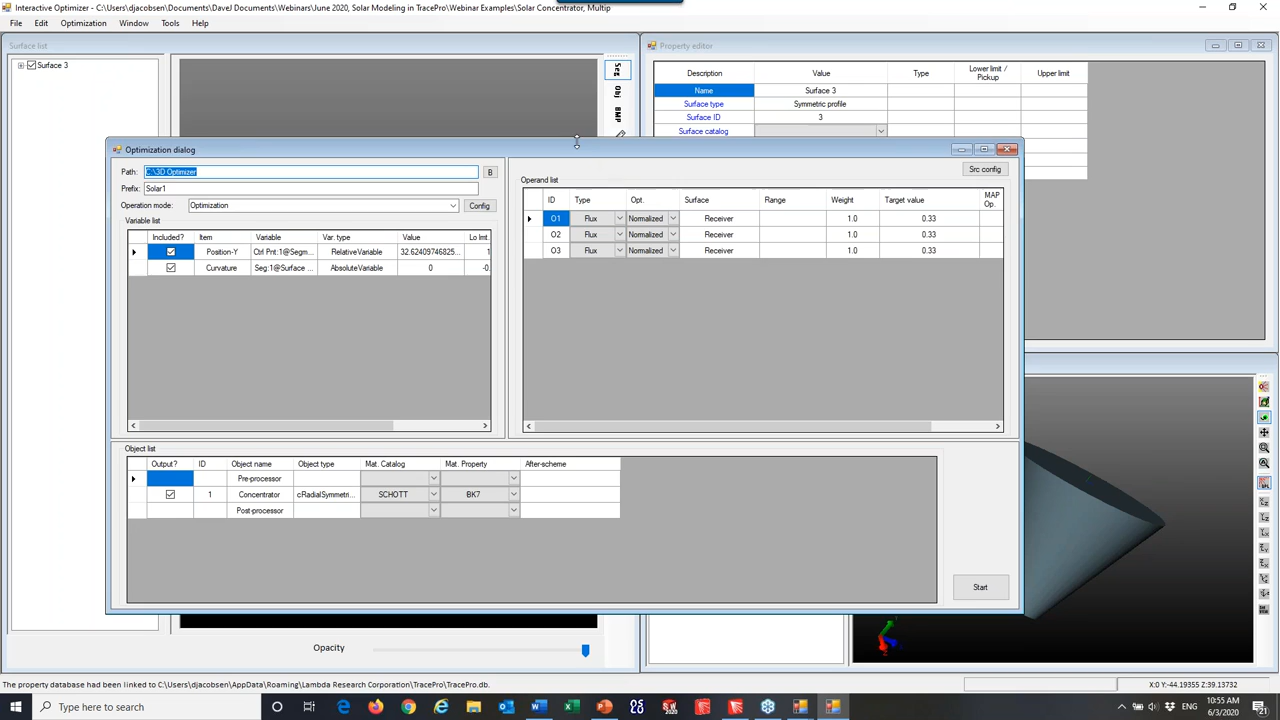 Interactive Optimizer - C:\Users\djacobsen\Documents\DaveJ Documents\Webinars\June 2020, Solar Modeling in TracePro\Webinar Examples\Solar Concentrator, Multip
File Edit Optimization Window Tools Help
Surface list
Surface 3
Seg
Obj
BMP
Property editor
Description Value Type Lower limit / Pickup Upper limit
Name Surface 3
Surface type Symmetric profile
Surface ID 3
Surface catalog
Optimization dialog
Path: C:\3D Optimizer B
Prefix: Solar1
Operation mode: Optimization Config
Variable list
Included? Item Variable Var. type Value Lo lmt.
Position-Y Ctrl Pnt:1@Segm... RelativeVariable 32.62409746825... 1
Curvature Seg:1@Surface ... AbsoluteVariable 0 -0.
Src config
Operand list
ID Type Opt. Surface Range Weight Target value MAP Op.
O1 Flux Normalized Receiver 1.0 0.33
O2 Flux Normalized Receiver 1.0 0.33
O3 Flux Normalized Receiver 1.0 0.33
Object list
Output? ID Object name Object type Mat. Catalog Mat. Property After-scheme
Pre-processor
1 Concentrator cRadialSymmetri... SCHOTT BK7
Post-processor
Start
Opacity
The property database had been linked to C:\Users\djacobsen\AppData\Roaming\Lambda Research Corporation\TracePro\TracePro.db.
X:0 Y:-44.19355 Z:39.13732
Type here to search
10:55 AM
6/3/2020
21